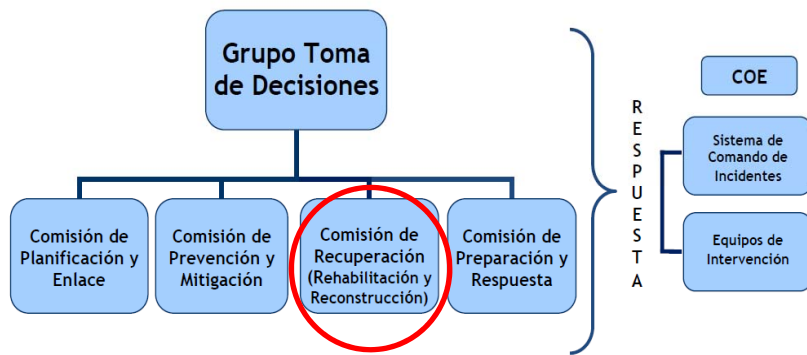 Grupo Toma
de Decisiones
Comisión de
Planificación y
Enlace
Comisión de
Prevención y
Mitigación
Comisión de
Recuperación
(Rehabilitación y
Reconstrucción)
Comisión de
Preparación y
Respuesta
R
E
S
P
U
E
S
T
A
COE
Sistema de
Comando de
Incidentes
Equipos de
Intervención